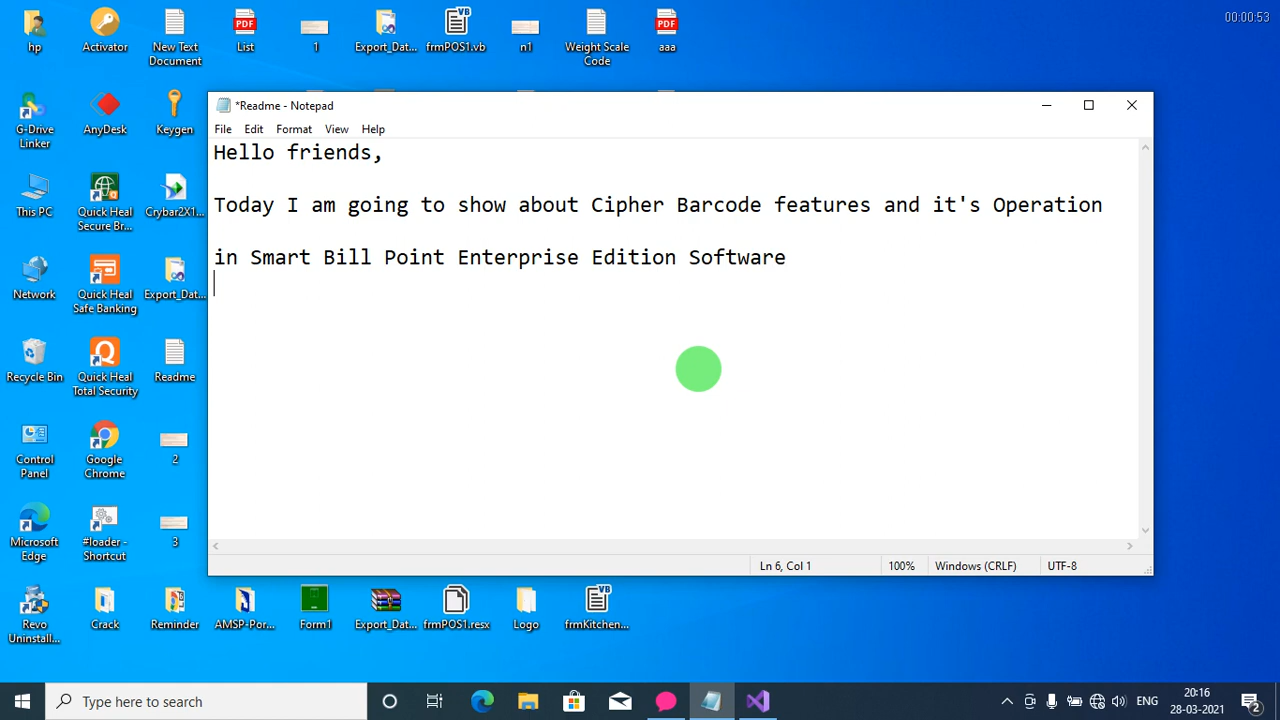 00:00:53
hp
Activator
New Text
Document
List
1
Export_Dat...
frmPOS1.vb
n1
Weight Scale
Code
aaa
G-Drive
Linker
AnyDesk
Keygen
This PC
Quick Heal
Secure Br...
Crybar2X1...
Network
Quick Heal
Safe Banking
Export_Dat...
Recycle Bin
Quick Heal
Total Security
Readme
Control
Panel
Google
Chrome
2
Microsoft
Edge
#loader -
Shortcut
3
Revo
Uninstall...
Crack
Reminder
AMSP-Por...
Form1
Export_Dat...
frmPOS1.resx
Logo
frmKitchen...
*Readme - Notepad
File Edit Format View Help
Hello friends,
Today I am going to show about Cipher Barcode features and it's Operation
in Smart Bill Point Enterprise Edition Software
Ln 6, Col 1 100% Windows (CRLF) UTF-8
Type here to search
ENG
20:16
28-03-2021
2